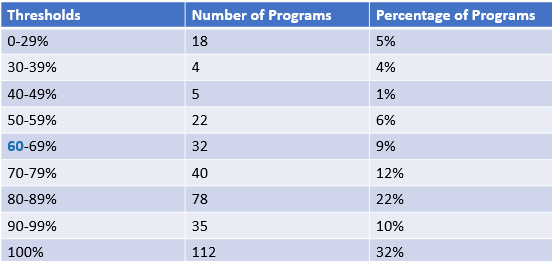 Thresholds Number of Programs Percentage of Programs
0-29% 18 5%
30-39% 4 4%
40-49% 5 1%
50-59% 22 6%
60-69% 32 9%
70-79% 40 12%
80-89% 78 22%
90-99% 35 10%
100% 112 32%